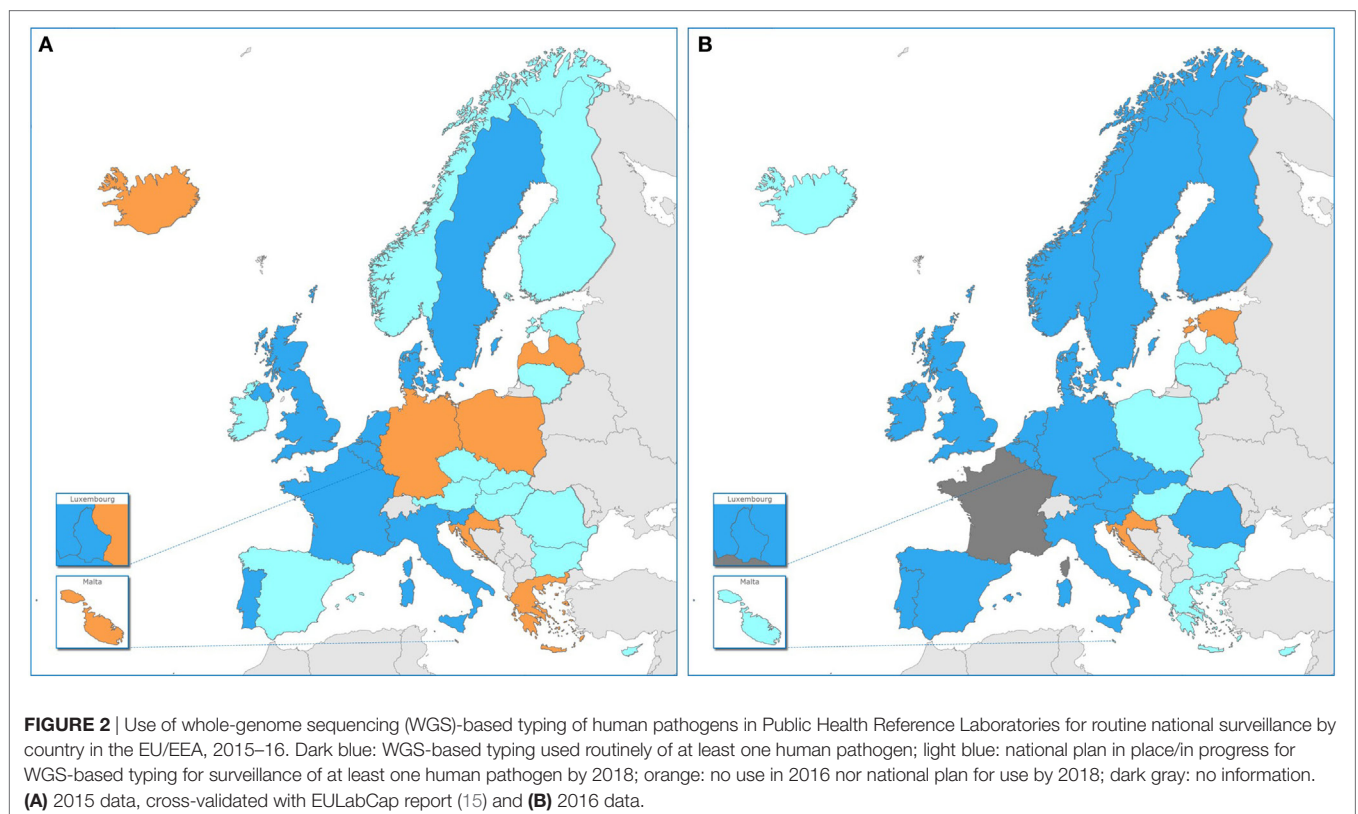 A
B
Luxembourg
Malta
Luxembourg
Malta
FIGURE 2 | Use of whole-genome sequencing (WGS)-based typing of human pathogens in Public Health Reference Laboratories for routine national surveillance by
country in the EU/EEA, 2015–16. Dark blue: WGS-based typing used routinely of at least one human pathogen; light blue: national plan in place/in progress for
WGS-based typing for surveillance of at least one human pathogen by 2018; orange: no use in 2016 nor national plan for use by 2018; dark gray: no information.
(A) 2015 data, cross-validated with EULabCap report (15) and (B) 2016 data.